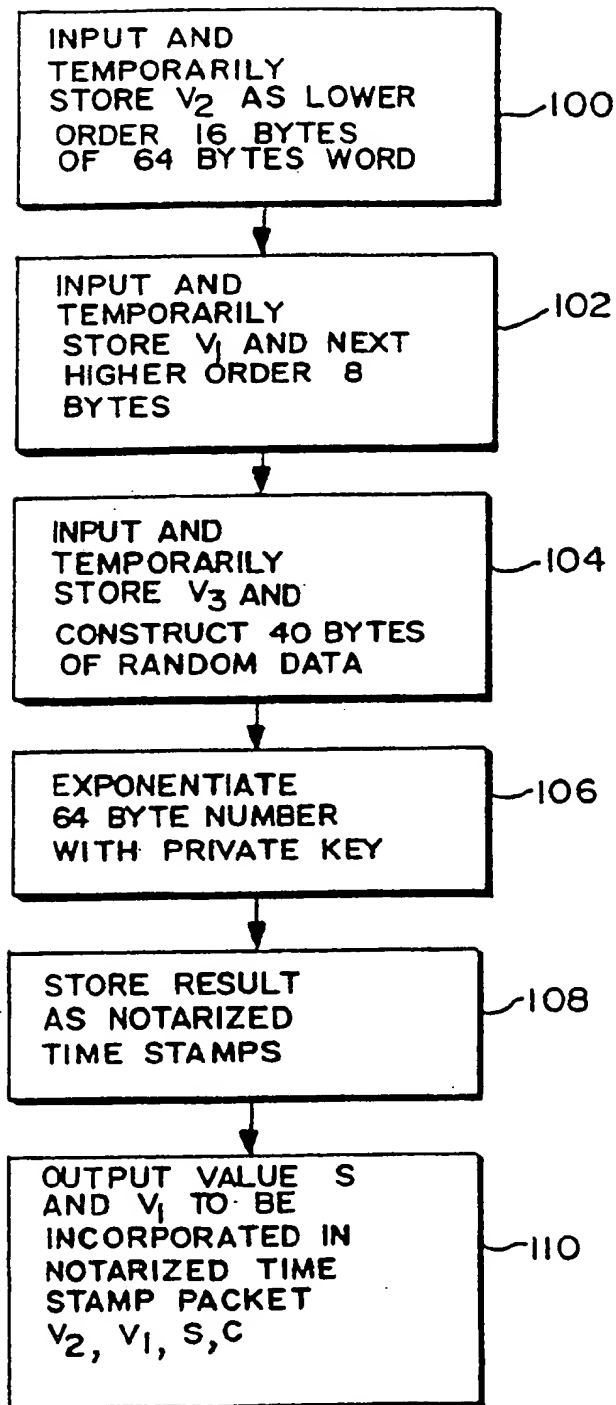 INPUT AND
TEMPORARILY
STORE V2 AS LOWER
ORDER 16 BYTES
OF 64 BYTES WORD
100
INPUT AND
TEMPORARILY
STORE V1 AND NEXT
HIGHER ORDER 8
BYTES
102
INPUT AND
TEMPORARILY
STORE V3 AND
CONSTRUCT 40 BYTES
OF RANDOM DATA
104
EXPONENTIATE
64 BYTE NUMBER
WITH PRIVATE KEY
106
STORE RESULT
AS NOTARIZED
TIME STAMPS
108
OUTPUT VALUE S
AND V1 TO BE
INCORPORATED IN
NOTARIZED TIME
STAMP PACKET
V2, V1, S, C
110